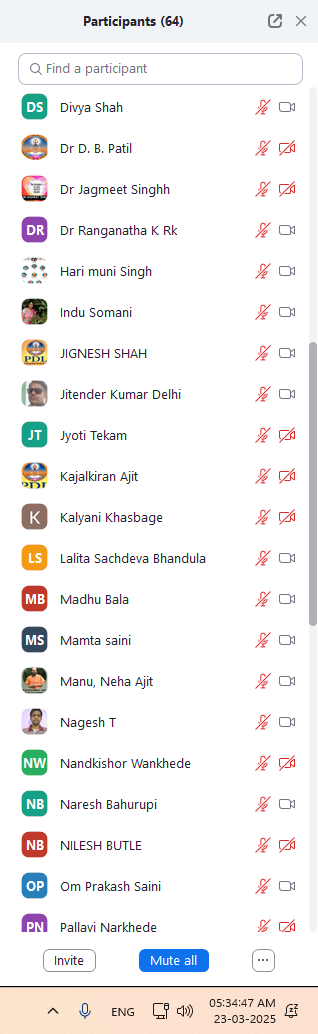 Participants (64)
Find a participant
DS Divya Shah
Dr D. B. Patil
Dr Jagmeet Singhh
DR Dr Ranganatha K Rk
Hari muni Singh
Indu Somani
PDL JIGNESH SHAH
Jitender Kumar Delhi
JT Jyoti Tekam
PDL Kajalkiran Ajit
K Kalyani Khasbage
LS Lalita Sachdeva Bhandula
MB Madhu Bala
MS Mamta saini
Manu, Neha Ajit
Nagesh T
NW Nandkishor Wankhede
NB Naresh Bahurupi
NB NILESH BUTLE
OP Om Prakash Saini
PN Pallavi Narkhede
Invite Mute all ...
ENG 05:34:47 AM
23-03-2025